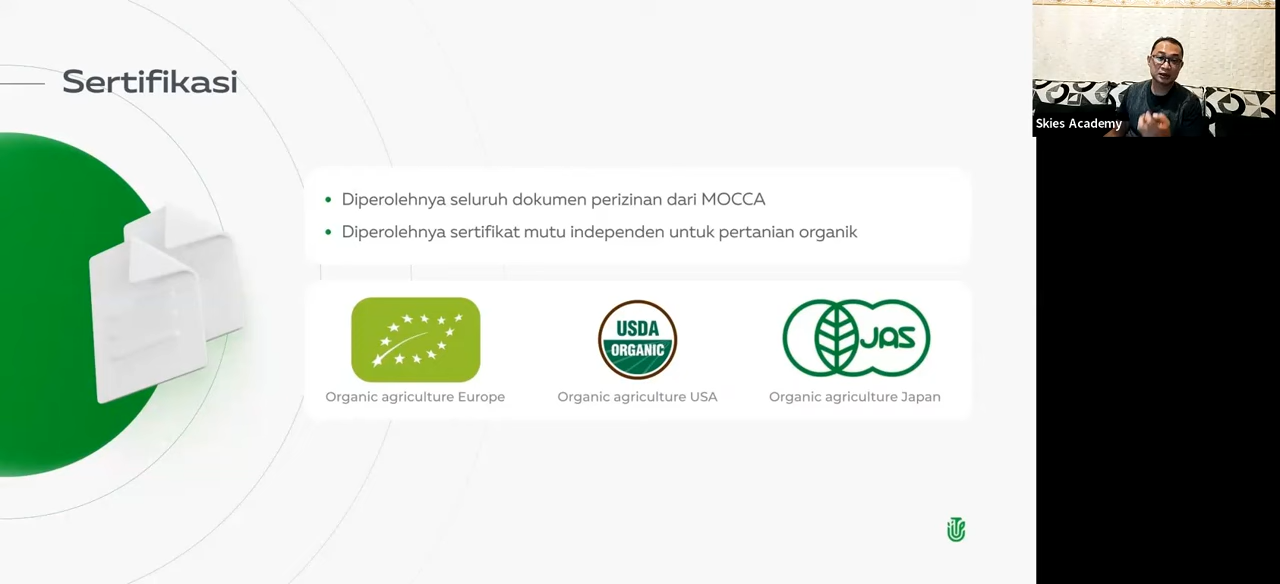 Sertifikasi
Skies Academy
Diperolehnya seluruh dokumen perizinan dari MOCCA
Diperolehnya sertifikat mutu independen untuk pertanian organik
USDA
ORGANIC
JAS
Organic agriculture Europe
Organic agriculture USA
Organic agriculture Japan